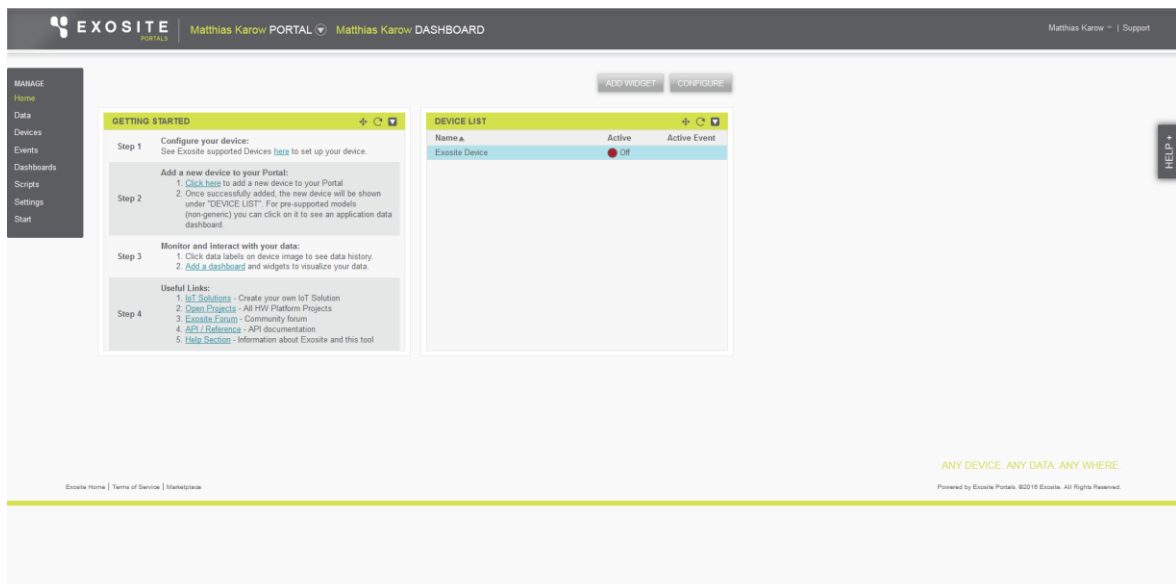 EXOSITE
PORTALS
Matthias Karow PORTAL
Matthias Karow DASHBOARD
Matthias Karow | Support
MANAGE
Home
Data
Devices
Events
Dashboards
Scripts
Settings
Start
ADD WIDGET
CONFIGURE
GETTING STARTED
Step 1
Configure your device:
See Exosite supported Devices here to set up your device.
Step 2
Add a new device to your Portal:
1. Click here to add a new device to your Portal
2. Once successfully added, the new device will be shown
under "DEVICE LIST". For pre-supported models
(non-generic) you can click on it to see an application data
dashboard.
Step 3
Monitor and interact with your data:
1. Click data labels on device image to see data history.
2. Add a dashboard and widgets to visualize your data.
Step 4
Useful Links:
1. IoT Solutions - Create your own IoT Solution
2. Open Projects - All HW Platform Projects
3. Exosite Forum - Community forum
4. API / Reference - API documentation
5. Help Section - Information about Exosite and this tool
DEVICE LIST
Name Active Active Event
Exosite Device Off
HELP +
ANY DEVICE. ANY DATA. ANY WHERE.
Exosite Home | Terms of Service | Marketplace
Powered by Exosite Portals. ©2016 Exosite. All Rights Reserved.